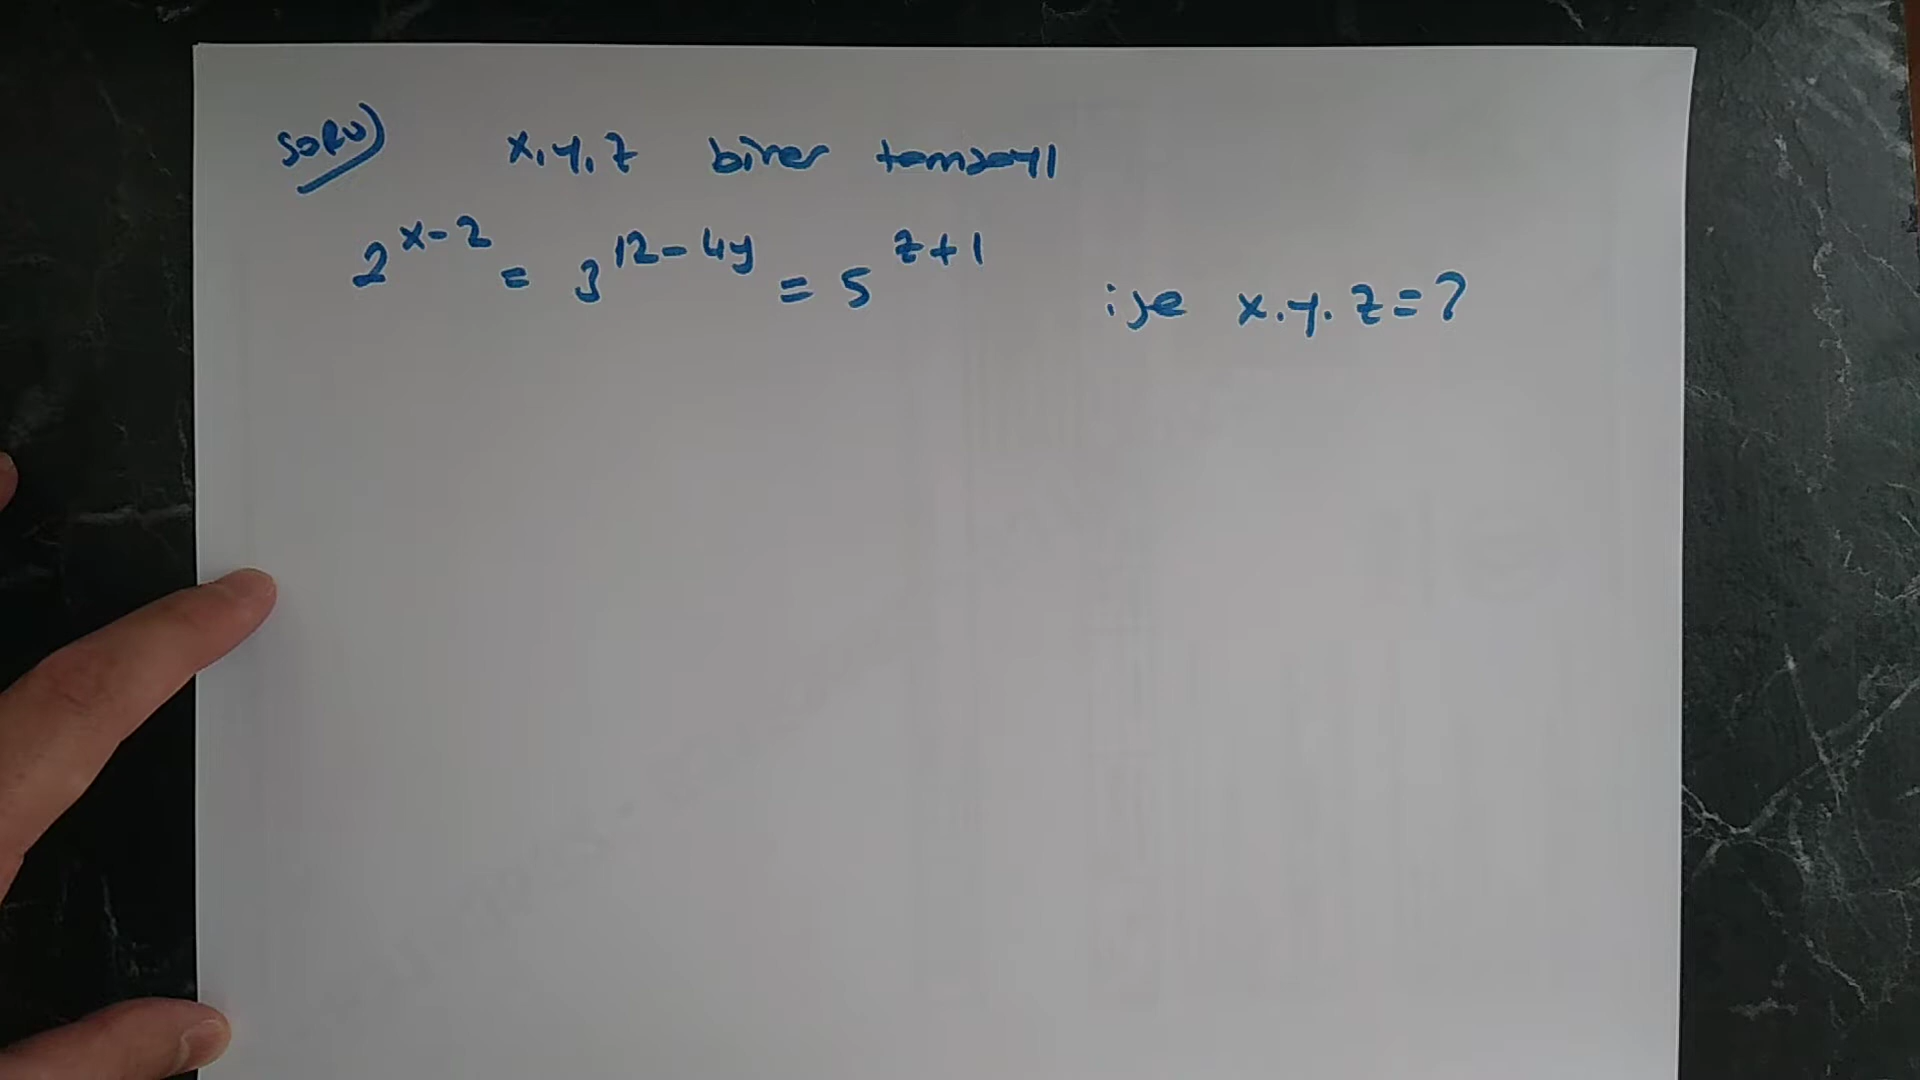 SORU) x, y, z birer tamsayı
2^{x-2} = 3^{12-4y} = 5^{z+1} ise x.y.z=?